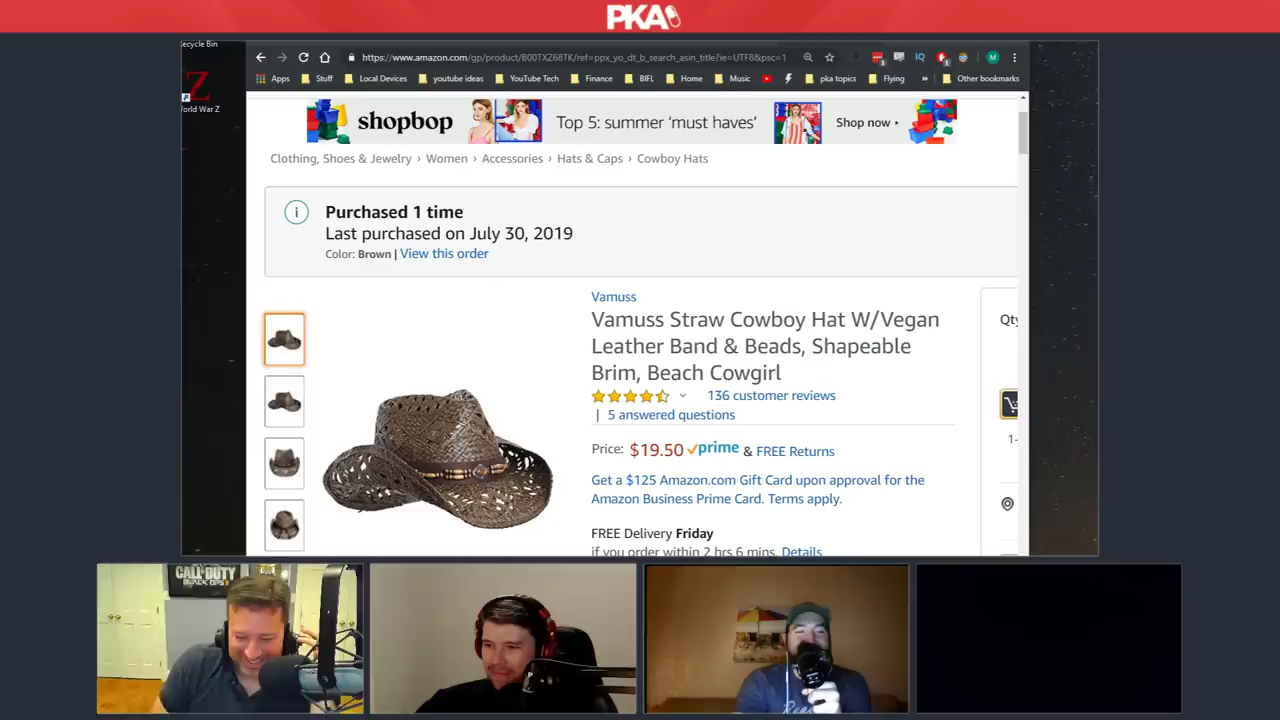 PKA
ecycle Bin
orld War Z
https://www.amazon.com/gp/product/B00TXZ68TK/ref=ppx_yo_dt_b_search_asin_title?ie=UTF8&psc=1
IQ
M
Apps Stuff Local Devices youtube ideas YouTube Tech Finance BIFL Home Music pka topics Flying » Other bookmarks
shopbop Top 5: summer ‘must haves’ Shop now
Clothing, Shoes & Jewelry › Women › Accessories › Hats & Caps › Cowboy Hats
Purchased 1 time
Last purchased on July 30, 2019
Color: Brown | View this order
Vamuss
Vamuss Straw Cowboy Hat W/Vegan
Leather Band & Beads, Shapeable
Brim, Beach Cowgirl
136 customer reviews
| 5 answered questions
Price: $19.50 prime & FREE Returns
Get a $125 Amazon.com Gift Card upon approval for the
Amazon Business Prime Card. Terms apply.
FREE Delivery Friday
if you order within 2 hrs 6 mins. Details
Qty
1-
CALL OF DUTY
BLACK OPS